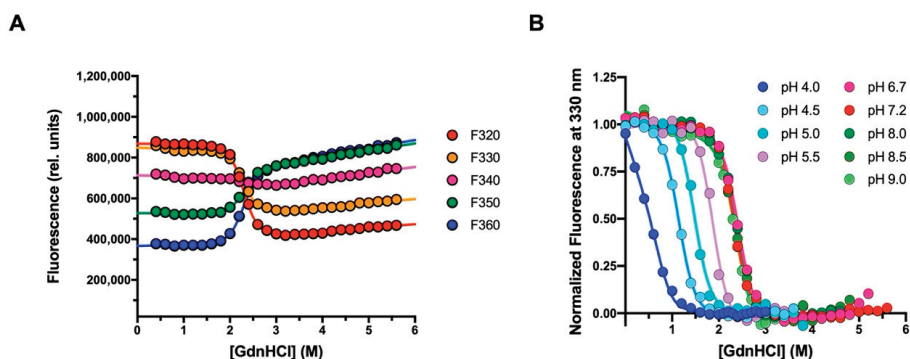 A
B
Fluorescence (rel. units)
1,200,000
1,000,000
800,000
600,000
400,000
200,000
0 1 2 3 4 5 6
[GdnHCl] (M)
F320
F330
F340
F350
F360
Normalized Fluorescence at 330 nm
1.25
1.00
0.75
0.50
0.25
0.00
1 2 3 4 5 6
[GdnHCl] (M)
pH 4.0
pH 4.5
pH 5.0
pH 5.5
pH 6.7
pH 7.2
pH 8.0
pH 8.5
pH 9.0